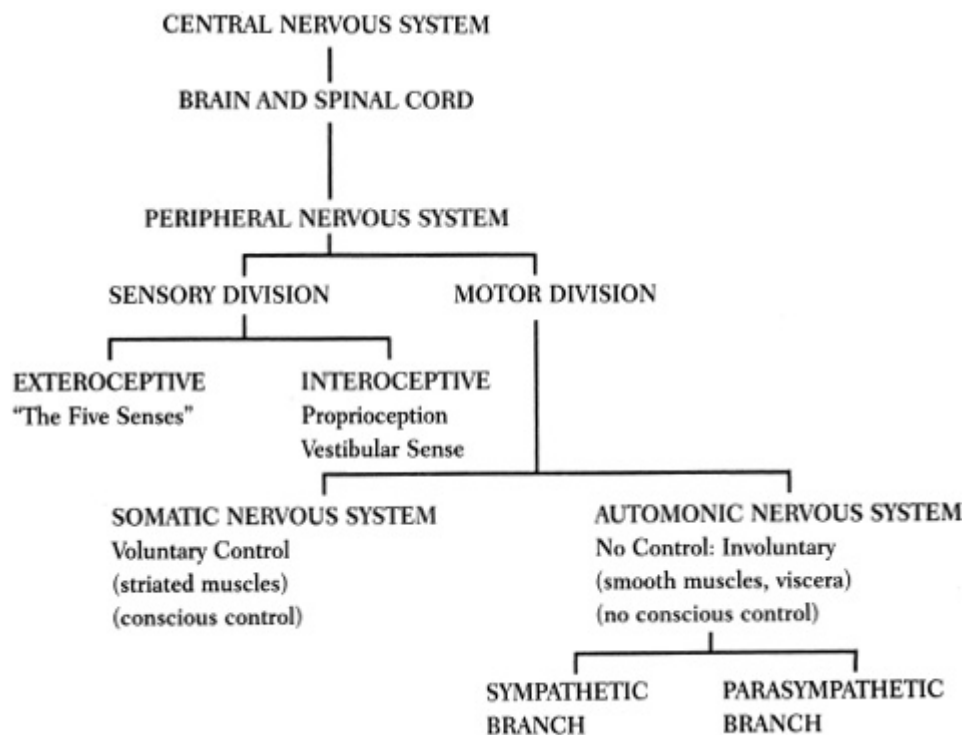 CENTRAL NERVOUS SYSTEM
BRAIN AND SPINAL CORD
PERIPHERAL NERVOUS SYSTEM
SENSORY DIVISION
MOTOR DIVISION
EXTEROCEPTIVE
"The Five Senses"
INTEROCEPTIVE
Proprioception
Vestibular Sense
SOMATIC NERVOUS SYSTEM
Voluntary Control
(striated muscles)
(conscious control)
AUTOMONIC NERVOUS SYSTEM
No Control: Involuntary
(smooth muscles, viscera)
(no conscious control)
SYMPATHETIC
BRANCH
PARASYMPATHETIC
BRANCH